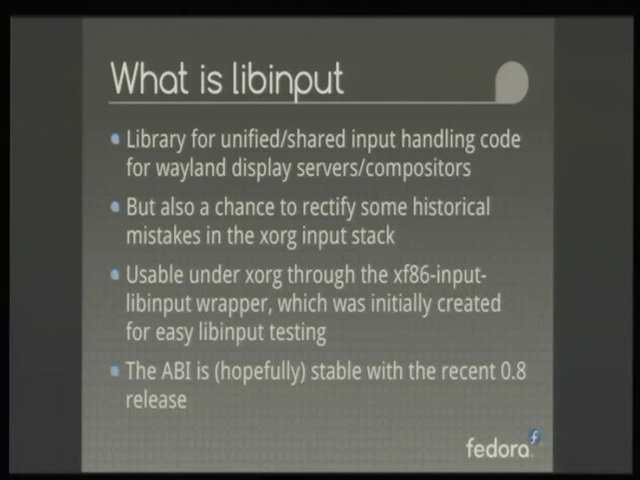 What is libinput
Library for unified/shared input handling code
for wayland display servers/compositors
But also a chance to rectify some historical
mistakes in the xorg input stack
Usable under xorg through the xf86-input-
libinput wrapper, which was initially created
for easy libinput testing
The ABI is (hopefully) stable with the recent 0.8
release
fedora